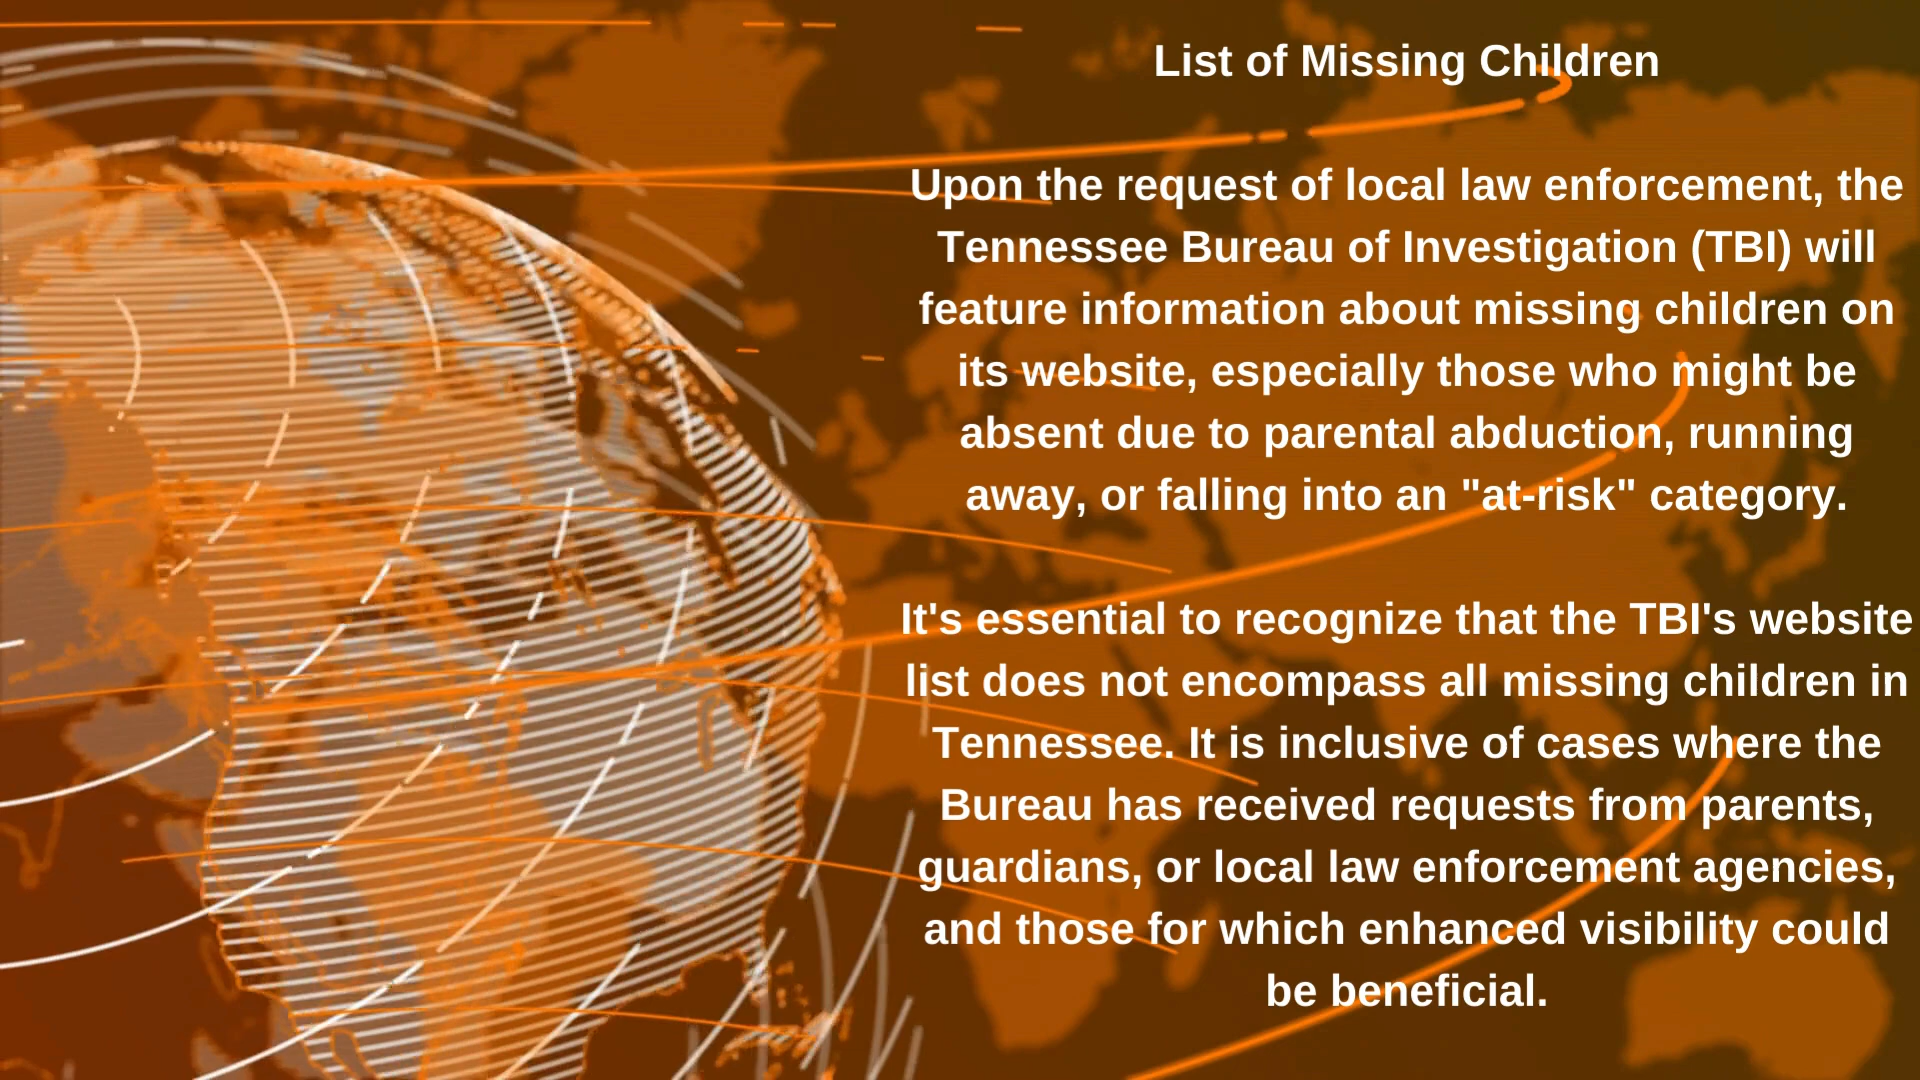 List of Missing Children
Upon the request of local law enforcement, the
Tennessee Bureau of Investigation (TBI) will
feature information about missing children on
its website, especially those who might be
absent due to parental abduction, running
away, or falling into an "at-risk" category.
It's essential to recognize that the TBI's website
list does not encompass all missing children in
Tennessee. It is inclusive of cases where the
Bureau has received requests from parents,
guardians, or local law enforcement agencies,
and those for which enhanced visibility could
be beneficial.